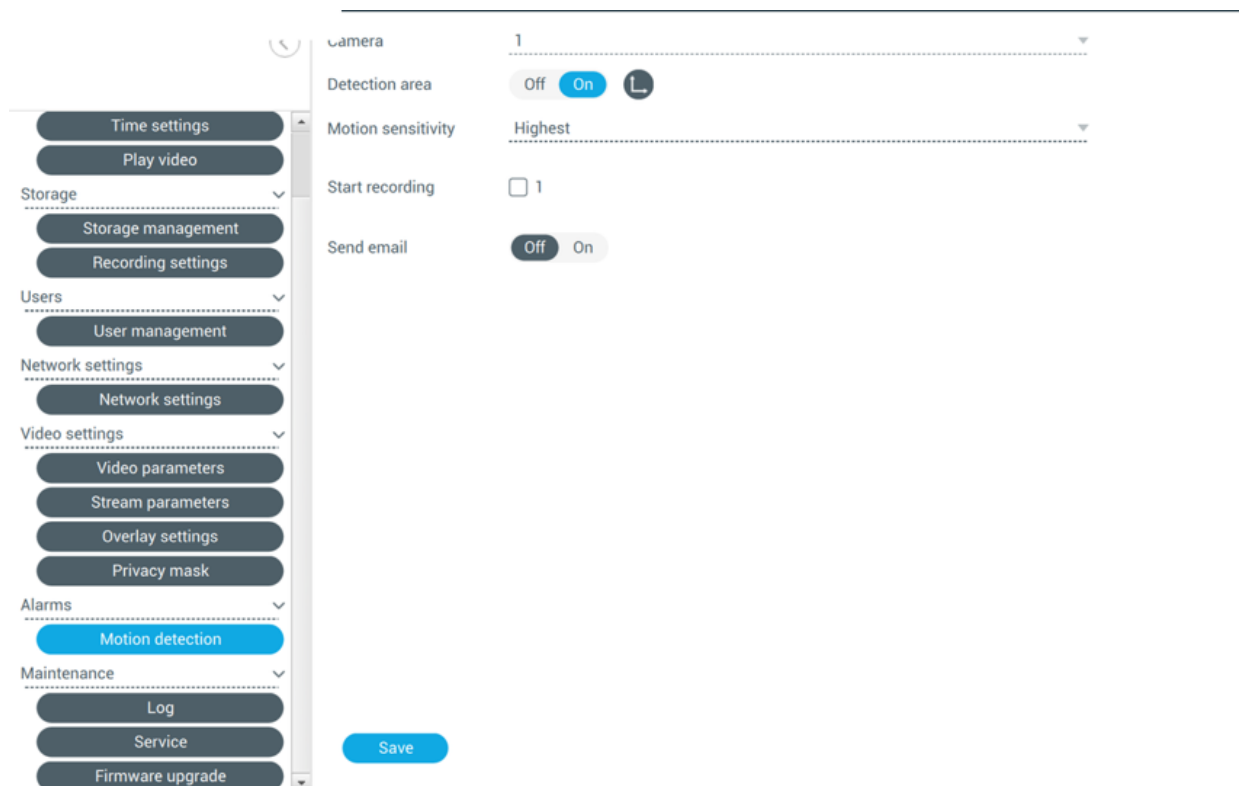 Camera 1
Detection area Off On
Time settings
Motion sensitivity Highest
Play video
Storage
Start recording 1
Storage management
Send email Off On
Recording settings
Users
User management
Network settings
Network settings
Video settings
Video parameters
Stream parameters
Overlay settings
Privacy mask
Alarms
Motion detection
Maintenance
Log
Service
Save
Firmware upgrade